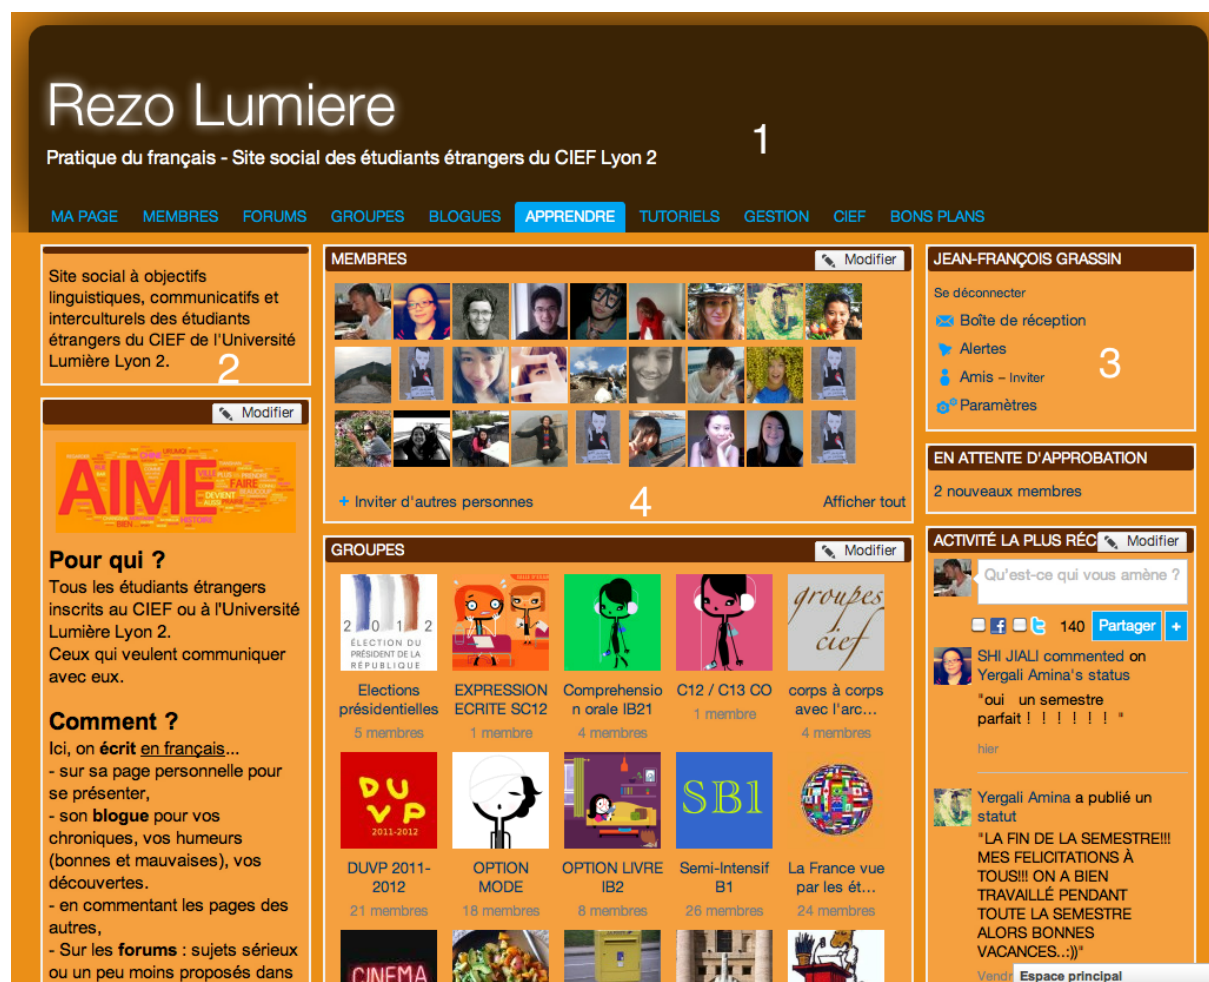 Rezo Lumiere
1
Pratique du français - Site social des étudiants étrangers du CIEF Lyon 2
MA PAGE MEMBRES FORUMS GROUPES BLOGUES APPRENDRE TUTORIELS GESTION CIEF BONS PLANS
Site social à objectifs
linguistiques, communicatifs et
interculturels des étudiants
étrangers du CIEF de l'Université
Lumière Lyon 2.
2
Modifier
AIME
FAIRE
DEVIENT
HISTOIRE
BIEN
CHINE
Pour qui ?
Tous les étudiants étrangers
inscrits au CIEF ou à l'Université
Lumière Lyon 2.
Ceux qui veulent communiquer
avec eux.
Comment ?
Ici, on écrit en français...
- sur sa page personnelle pour
se présenter,
- son blogue pour vos
chroniques, vos humeurs
(bonnes et mauvaises), vos
découvertes.
- en commentant les pages des
autres,
- Sur les forums : sujets sérieux
ou un peu moins proposés dans
MEMBRES
Modifier
+ Inviter d'autres personnes
4
Afficher tout
GROUPES
Modifier
2 0 1 2
ÉLECTION DU
PRÉSIDENT DE LA
RÉPUBLIQUE
groupes
cief
Elections
présidentielles
5 membres
EXPRESSION
ECRITE SC12
1 membre
Comprehensio
n orale IB21
4 membres
C12 / C13 CO
1 membre
corps à corps
avec l'arc...
4 membres
DU
VP
2011-2012
SB1
DUVP 2011-
2012
21 membres
OPTION
MODE
18 membres
OPTION LIVRE
IB2
8 membres
Semi-Intensif
B1
26 membres
La France vue
par les ét...
24 membres
CINEMA
JEAN-FRANÇOIS GRASSIN
Se déconnecter
Boîte de réception
Alertes
3
Amis – Inviter
Paramètres
EN ATTENTE D'APPROBATION
2 nouveaux membres
ACTIVITÉ LA PLUS RÉC
Modifier
Qu'est-ce qui vous amène ?
140 Partager +
SHI JIALI commented on
Yergali Amina's status
"oui un semestre
parfait ! ! ! ! ! ! "
hier
Yergali Amina a publié un
statut
"LA FIN DE LA SEMESTRE!!!
MES FELICITATIONS À
TOUS!!! ON A BIEN
TRAVAILLÉ PENDANT
TOUTE LA SEMESTRE
ALORS BONNES
VACANCES..:))"
Vendr
Espace principal